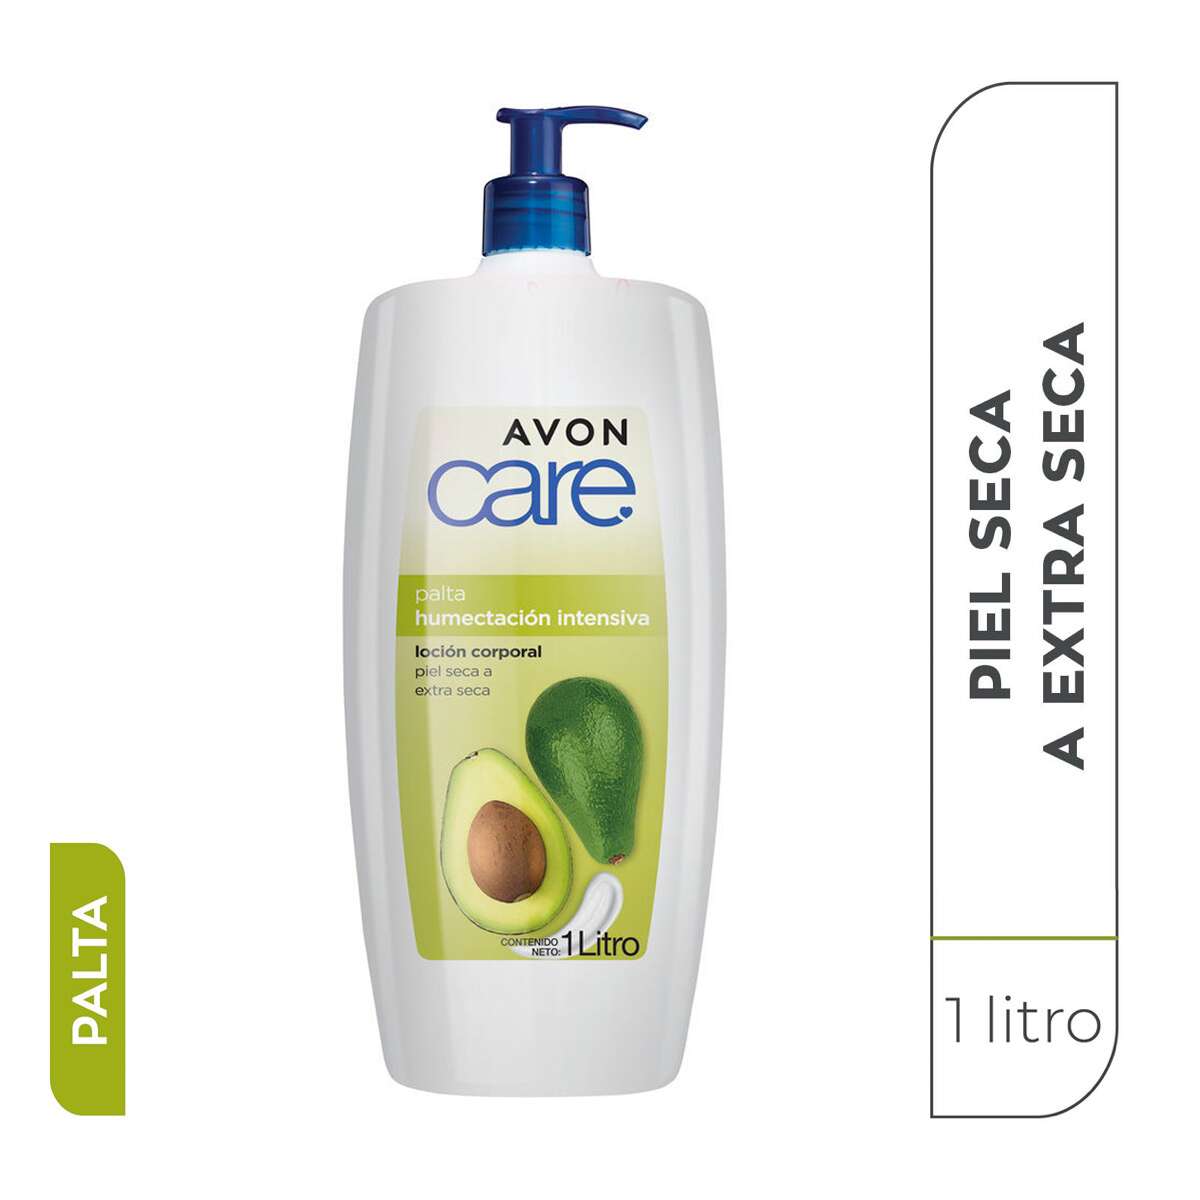 AVON
care
palta
humectación intensiva
loción corporal
piel seca a
extra seca
CONTENIDO
NETO: 1 Litro
PALTA
PIEL SECA
A EXTRA SECA
1 litro